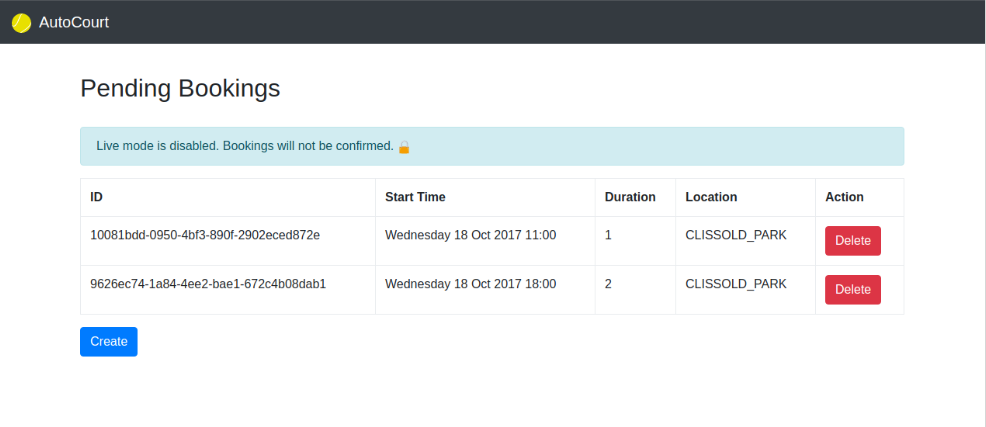 AutoCourt
Pending Bookings
Live mode is disabled. Bookings will not be confirmed. 🔒
ID Start Time Duration Location Action
10081bdd-0950-4bf3-890f-2902eced872e Wednesday 18 Oct 2017 11:00 1 CLISSOLD_PARK Delete
9626ec74-1a84-4ee2-bae1-672c4b08dab1 Wednesday 18 Oct 2017 18:00 2 CLISSOLD_PARK Delete
Create